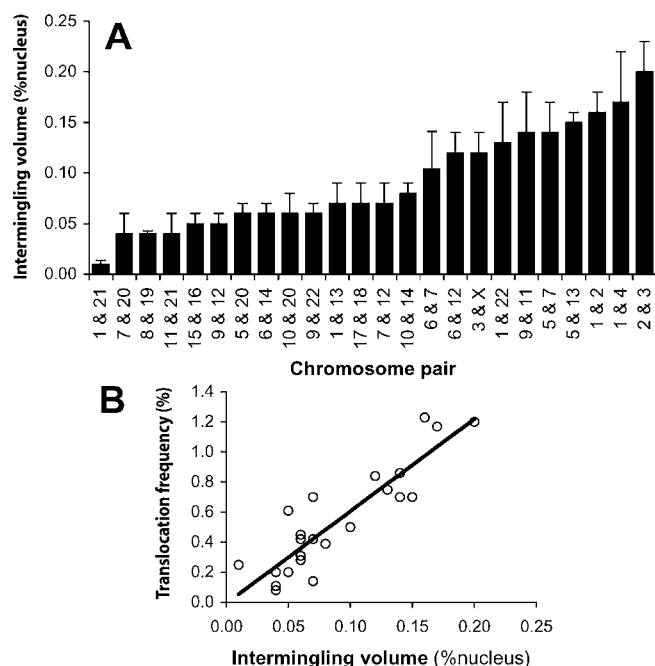 A
Intermingling volume (%nucleus)
0.25
0.20
0.15
0.10
0.05
0.00
1 & 21
7 & 20
8 & 19
11 & 21
15 & 16
9 & 12
5 & 20
6 & 14
10 & 20
9 & 22
1 & 13
17 & 18
7 & 12
10 & 14
6 & 7
6 & 12
3 & X
1 & 22
9 & 11
5 & 7
5 & 13
1 & 2
1 & 4
2 & 3
Chromosome pair
B
Translocation frequency (%)
1.4
1.2
1.0
0.8
0.6
0.4
0.2
0.0
0.00
0.05
0.10
0.15
0.20
0.25
Intermingling volume (%nucleus)